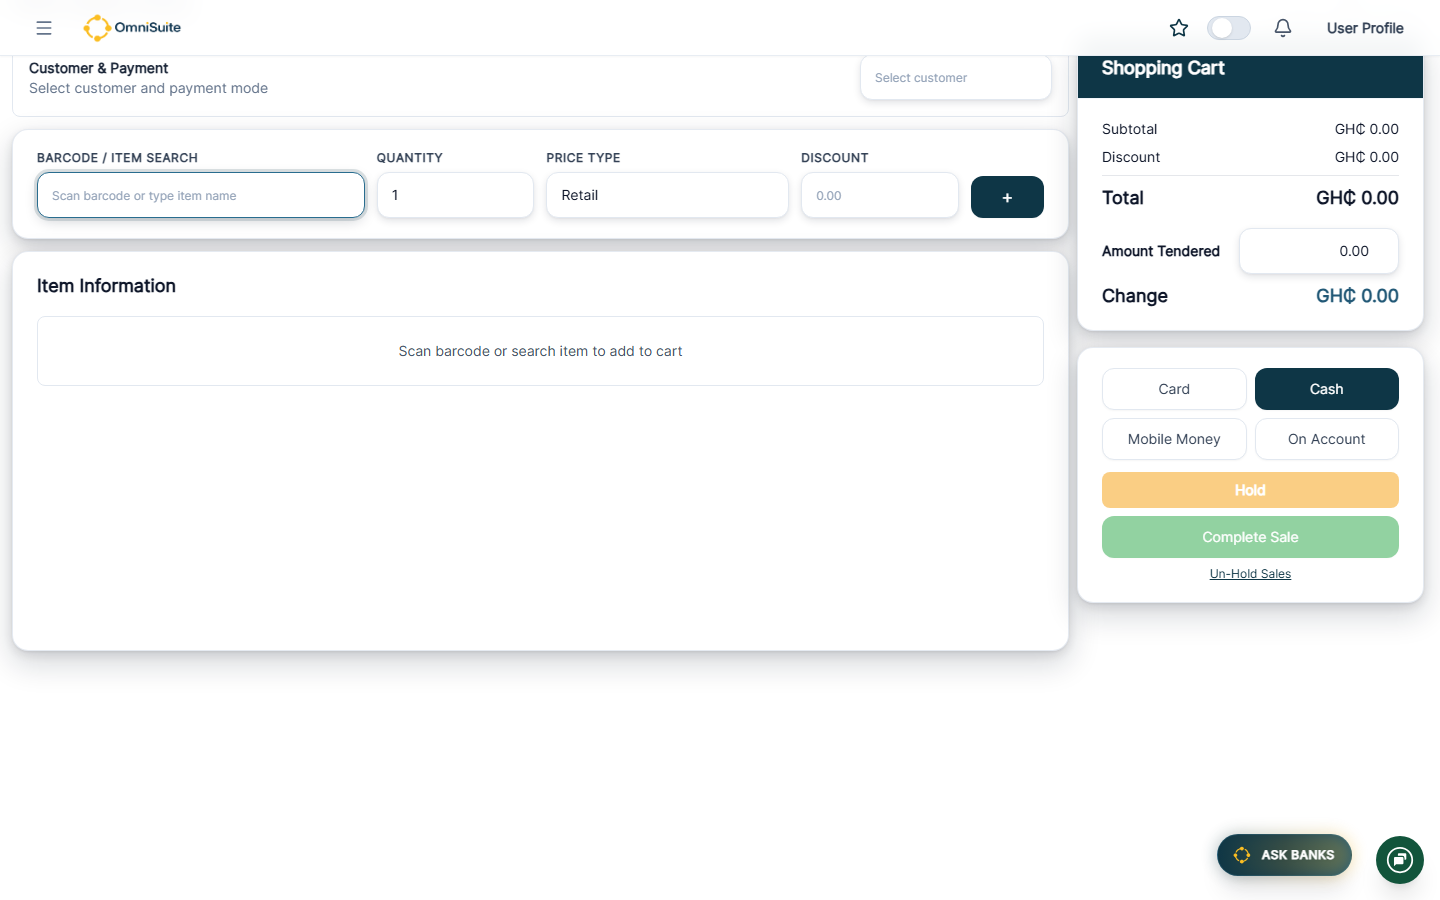 OmniSuite
User Profile
Customer & Payment
Select customer and payment mode
Select customer
BARCODE / ITEM SEARCH
QUANTITY
PRICE TYPE
DISCOUNT
Scan barcode or type item name
1
Retail
0.00
+
Item Information
Scan barcode or search item to add to cart
Shopping Cart
Subtotal GH₵ 0.00
Discount GH₵ 0.00
Total GH₵ 0.00
Amount Tendered 0.00
Change GH₵ 0.00
Card
Cash
Mobile Money
On Account
Hold
Complete Sale
Un-Hold Sales
ASK BANKS